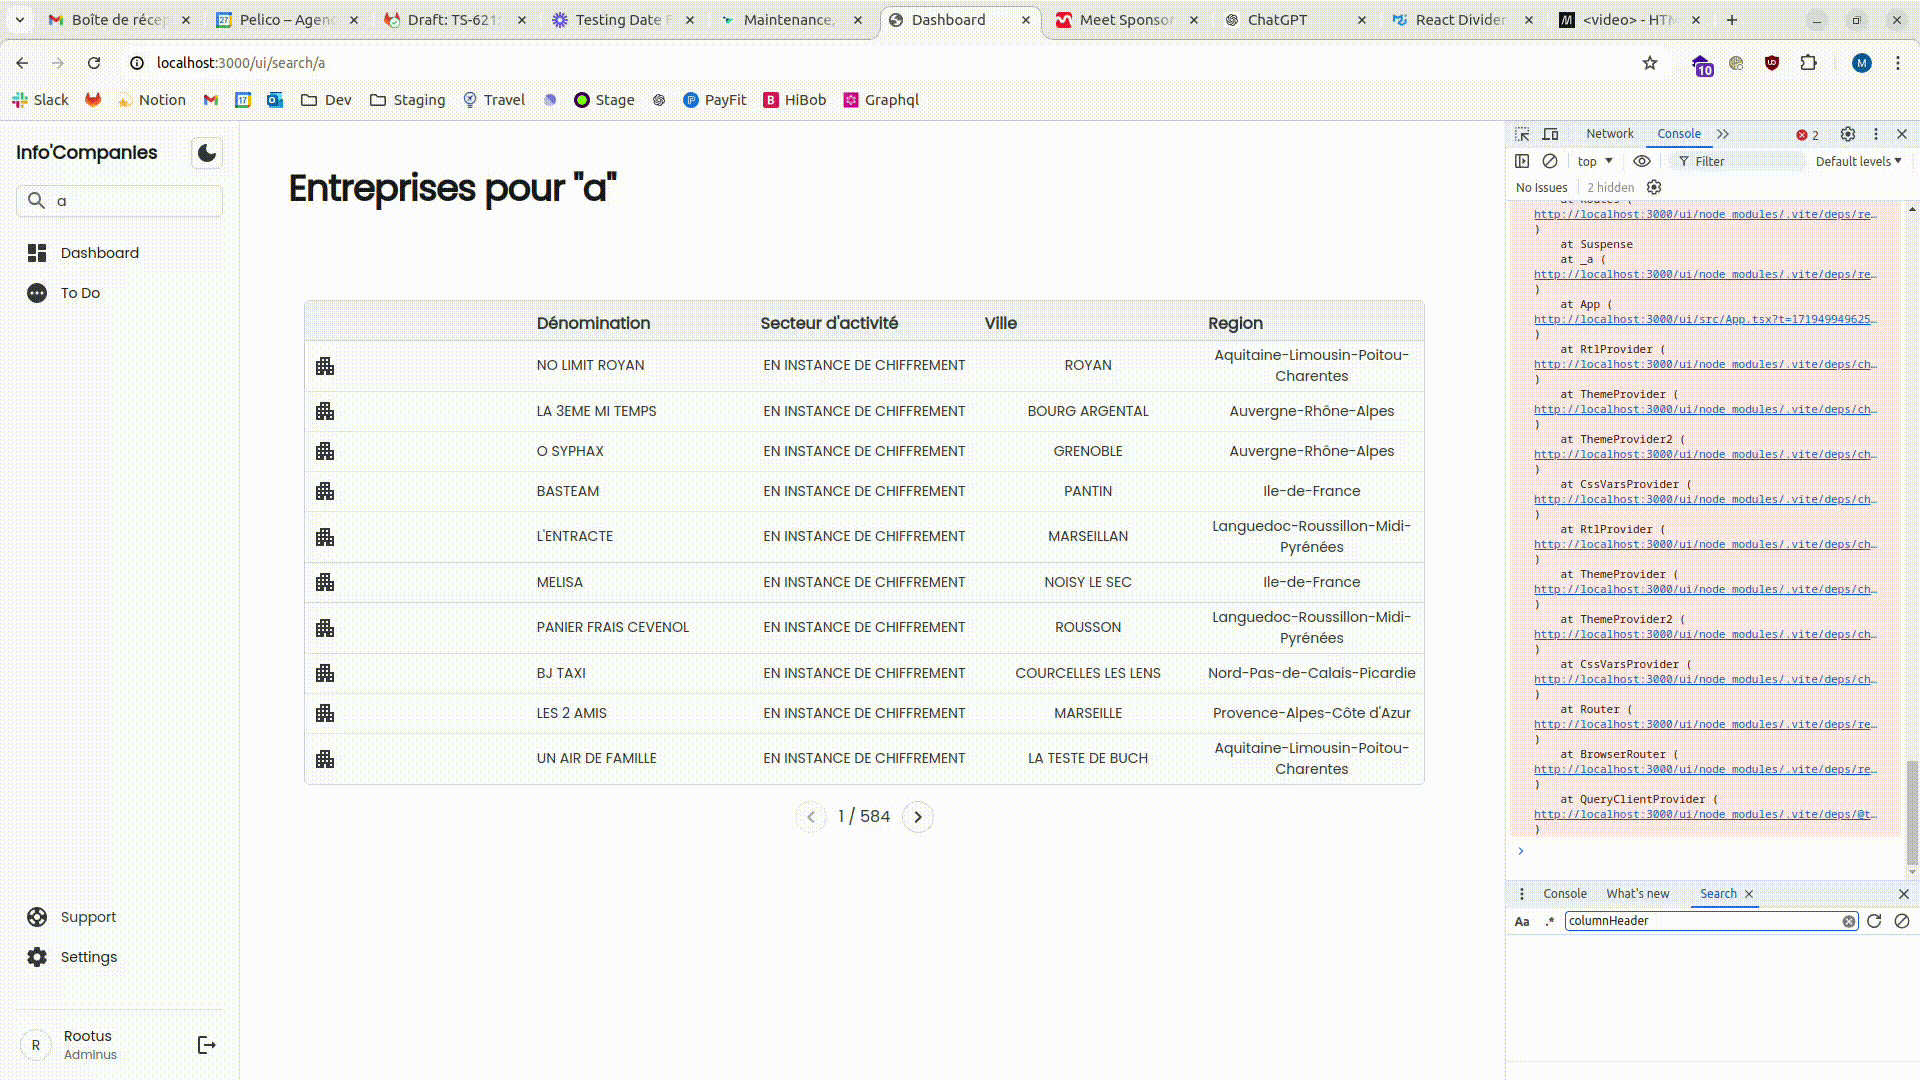 Boîte de récep
Pelico – Agen
Draft: TS-621
Testing Date F
Maintenance,
Dashboard
Meet Sponsor
ChatGPT
React Divider
<video> - HTM
localhost:3000/ui/search/a
10
M
Slack
Notion
Dev
Staging
Travel
Stage
PayFit
HiBob
Graphql
Info'Companies
a
Dashboard
To Do
Support
Settings
R
Rootus
Adminus
Entreprises pour "a"
Dénomination Secteur d'activité Ville Region
NO LIMIT ROYAN EN INSTANCE DE CHIFFREMENT ROYAN Aquitaine-Limousin-Poitou-
Charentes
LA 3EME MI TEMPS EN INSTANCE DE CHIFFREMENT BOURG ARGENTAL Auvergne-Rhône-Alpes
O SYPHAX EN INSTANCE DE CHIFFREMENT GRENOBLE Auvergne-Rhône-Alpes
BASTEAM EN INSTANCE DE CHIFFREMENT PANTIN Ile-de-France
L'ENTRACTE EN INSTANCE DE CHIFFREMENT MARSEILLAN Languedoc-Roussillon-Midi-
Pyrénées
MELISA EN INSTANCE DE CHIFFREMENT NOISY LE SEC Ile-de-France
PANIER FRAIS CEVENOL EN INSTANCE DE CHIFFREMENT ROUSSON Languedoc-Roussillon-Midi-
Pyrénées
BJ TAXI EN INSTANCE DE CHIFFREMENT COURCELLES LES LENS Nord-Pas-de-Calais-Picardie
LES 2 AMIS EN INSTANCE DE CHIFFREMENT MARSEILLE Provence-Alpes-Côte d'Azur
UN AIR DE FAMILLE EN INSTANCE DE CHIFFREMENT LA TESTE DE BUCH Aquitaine-Limousin-Poitou-
Charentes
1 / 584
Network Console 2
top Filter Default levels
No Issues 2 hidden
at Routes (
http://localhost:3000/ui/node_modules/.vite/deps/re…
)
at Suspense
at _a (
http://localhost:3000/ui/node_modules/.vite/deps/re…
)
at App (
http://localhost:3000/ui/src/App.tsx?t=171949949625…
)
at RtlProvider (
http://localhost:3000/ui/node_modules/.vite/deps/ch…
)
at ThemeProvider (
http://localhost:3000/ui/node_modules/.vite/deps/ch…
)
at ThemeProvider2 (
http://localhost:3000/ui/node_modules/.vite/deps/ch…
)
at CssVarsProvider (
http://localhost:3000/ui/node_modules/.vite/deps/ch…
)
at RtlProvider (
http://localhost:3000/ui/node_modules/.vite/deps/ch…
)
at ThemeProvider (
http://localhost:3000/ui/node_modules/.vite/deps/ch…
)
at ThemeProvider2 (
http://localhost:3000/ui/node_modules/.vite/deps/ch…
)
at CssVarsProvider (
http://localhost:3000/ui/node_modules/.vite/deps/ch…
)
at Router (
http://localhost:3000/ui/node_modules/.vite/deps/re…
)
at BrowserRouter (
http://localhost:3000/ui/node_modules/.vite/deps/re…
)
at QueryClientProvider (
http://localhost:3000/ui/node_modules/.vite/deps/@t…
)
Console What's new Search
Aa .* columnHeader